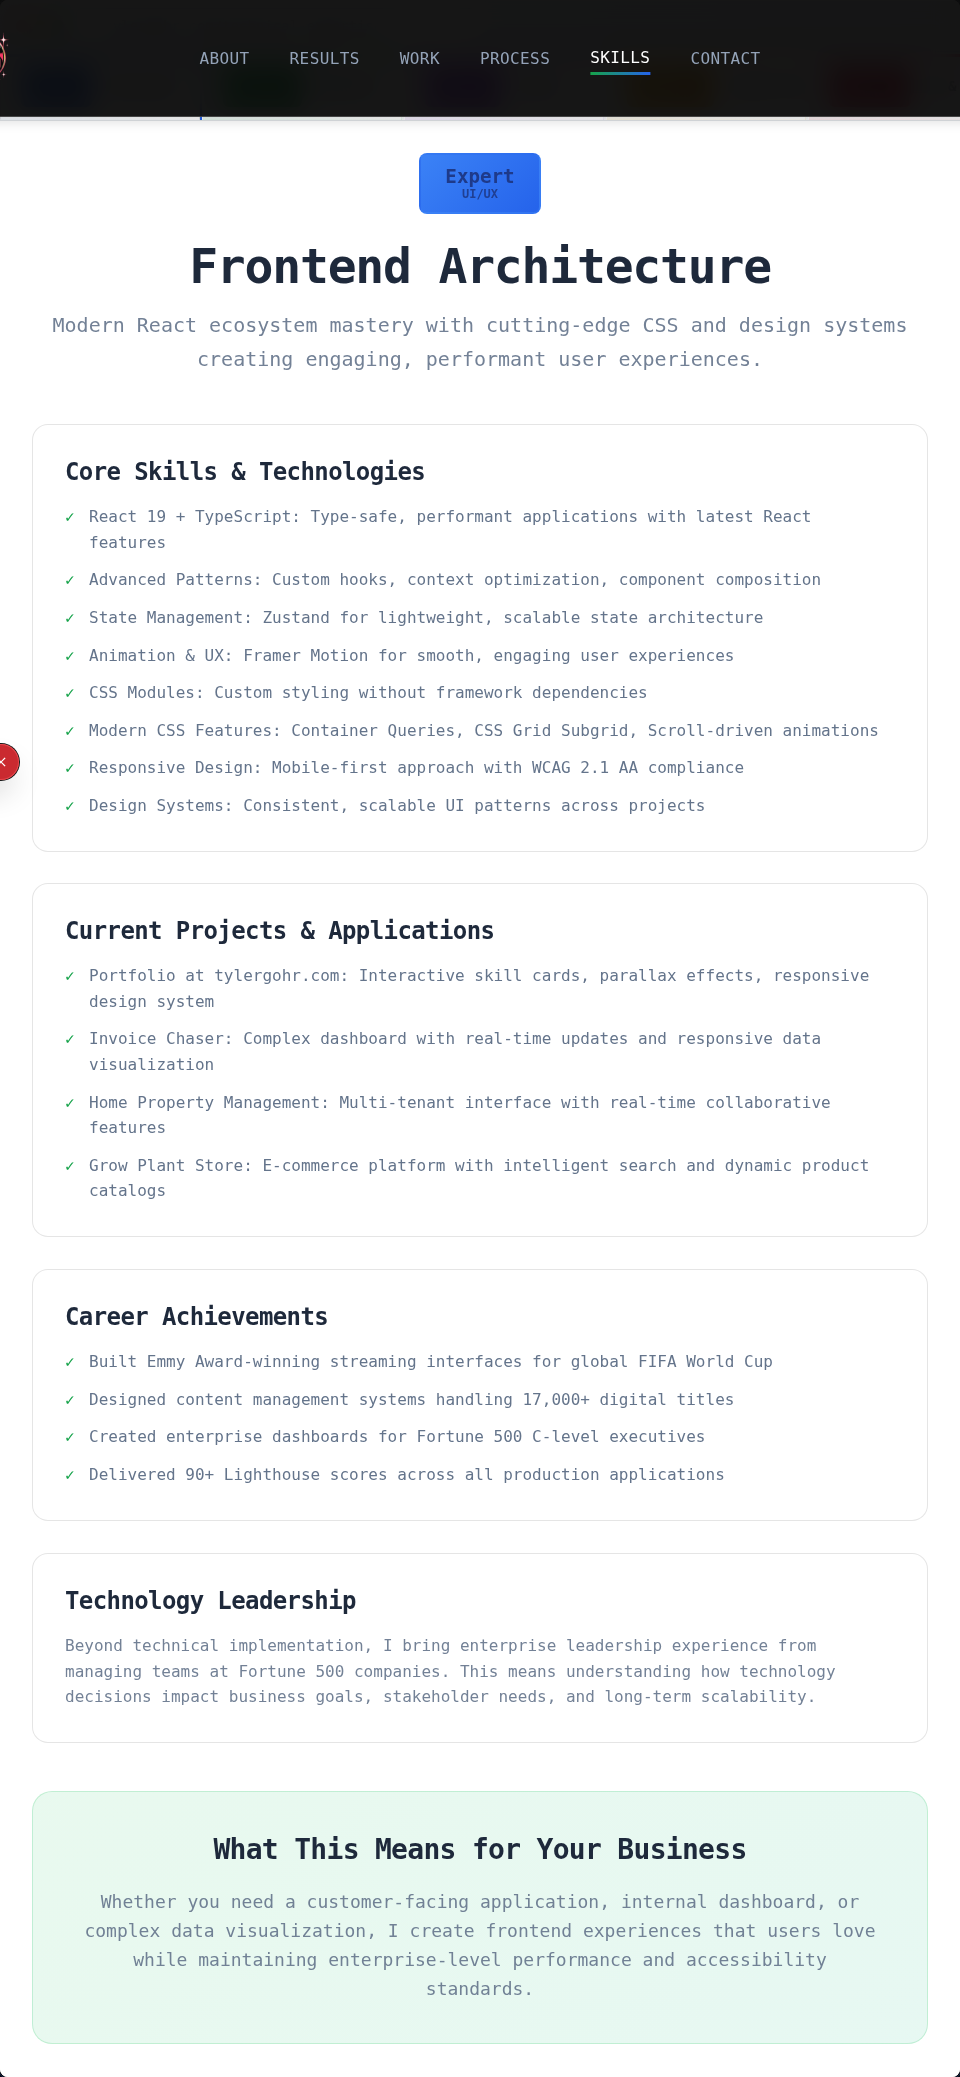 ABOUT RESULTS WORK PROCESS SKILLS CONTACT
Expert
UI/UX
Frontend Architecture
Modern React ecosystem mastery with cutting-edge CSS and design systems
creating engaging, performant user experiences.
Core Skills & Technologies
✓ React 19 + TypeScript: Type-safe, performant applications with latest React
features
✓ Advanced Patterns: Custom hooks, context optimization, component composition
✓ State Management: Zustand for lightweight, scalable state architecture
✓ Animation & UX: Framer Motion for smooth, engaging user experiences
✓ CSS Modules: Custom styling without framework dependencies
✓ Modern CSS Features: Container Queries, CSS Grid Subgrid, Scroll-driven animations
✓ Responsive Design: Mobile-first approach with WCAG 2.1 AA compliance
✓ Design Systems: Consistent, scalable UI patterns across projects
Current Projects & Applications
✓ Portfolio at tylergohr.com: Interactive skill cards, parallax effects, responsive
design system
✓ Invoice Chaser: Complex dashboard with real-time updates and responsive data
visualization
✓ Home Property Management: Multi-tenant interface with real-time collaborative
features
✓ Grow Plant Store: E-commerce platform with intelligent search and dynamic product
catalogs
Career Achievements
✓ Built Emmy Award-winning streaming interfaces for global FIFA World Cup
✓ Designed content management systems handling 17,000+ digital titles
✓ Created enterprise dashboards for Fortune 500 C-level executives
✓ Delivered 90+ Lighthouse scores across all production applications
Technology Leadership
Beyond technical implementation, I bring enterprise leadership experience from
managing teams at Fortune 500 companies. This means understanding how technology
decisions impact business goals, stakeholder needs, and long-term scalability.
What This Means for Your Business
Whether you need a customer-facing application, internal dashboard, or
complex data visualization, I create frontend experiences that users love
while maintaining enterprise-level performance and accessibility
standards.